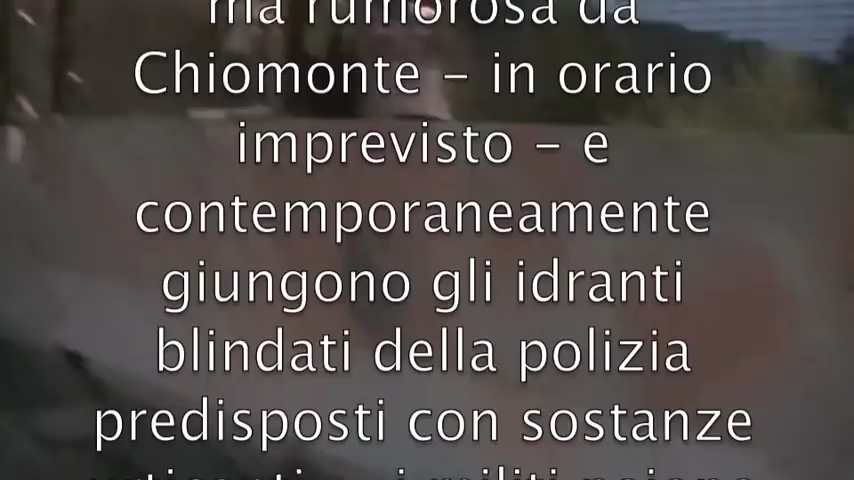 ma rumorosa da
Chiomonte – in orario
imprevisto – e
contemporaneamente
giungono gli idranti
blindati della polizia
predisposti con sostanze